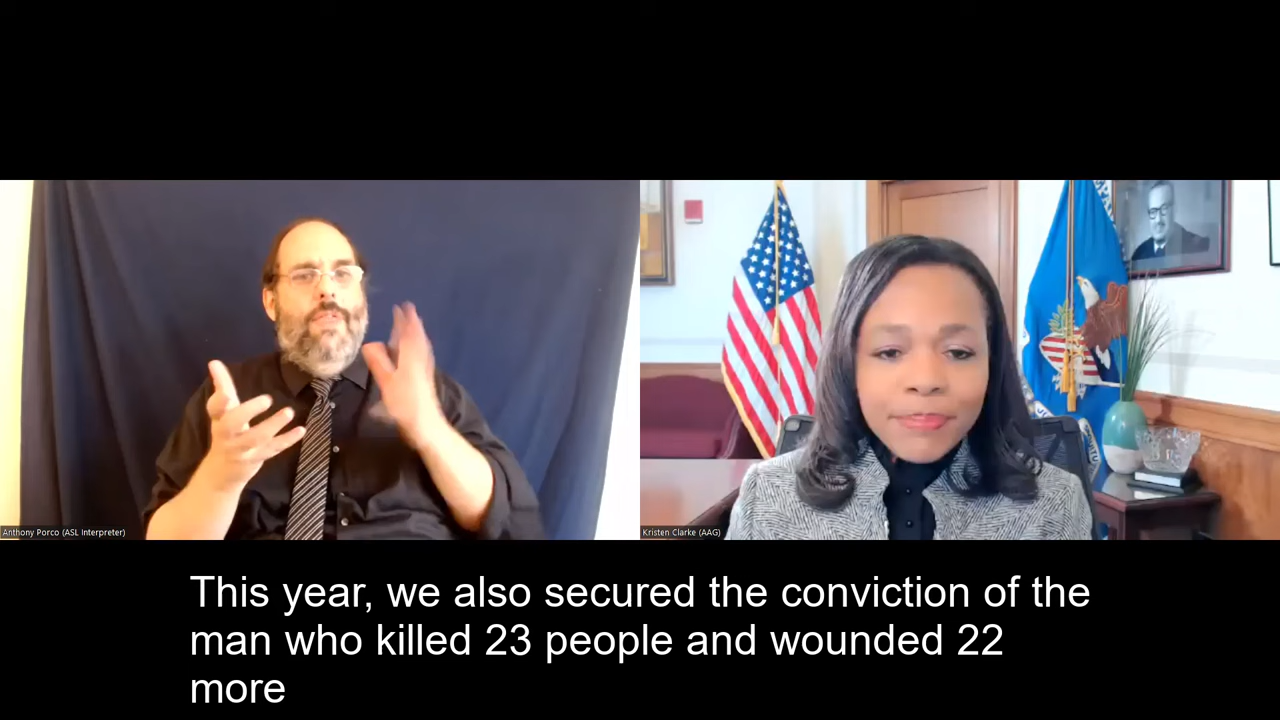 Anthony Porco (ASL Interpreter)
Kristen Clarke (AAG)
This year, we also secured the conviction of the
man who killed 23 people and wounded 22
more